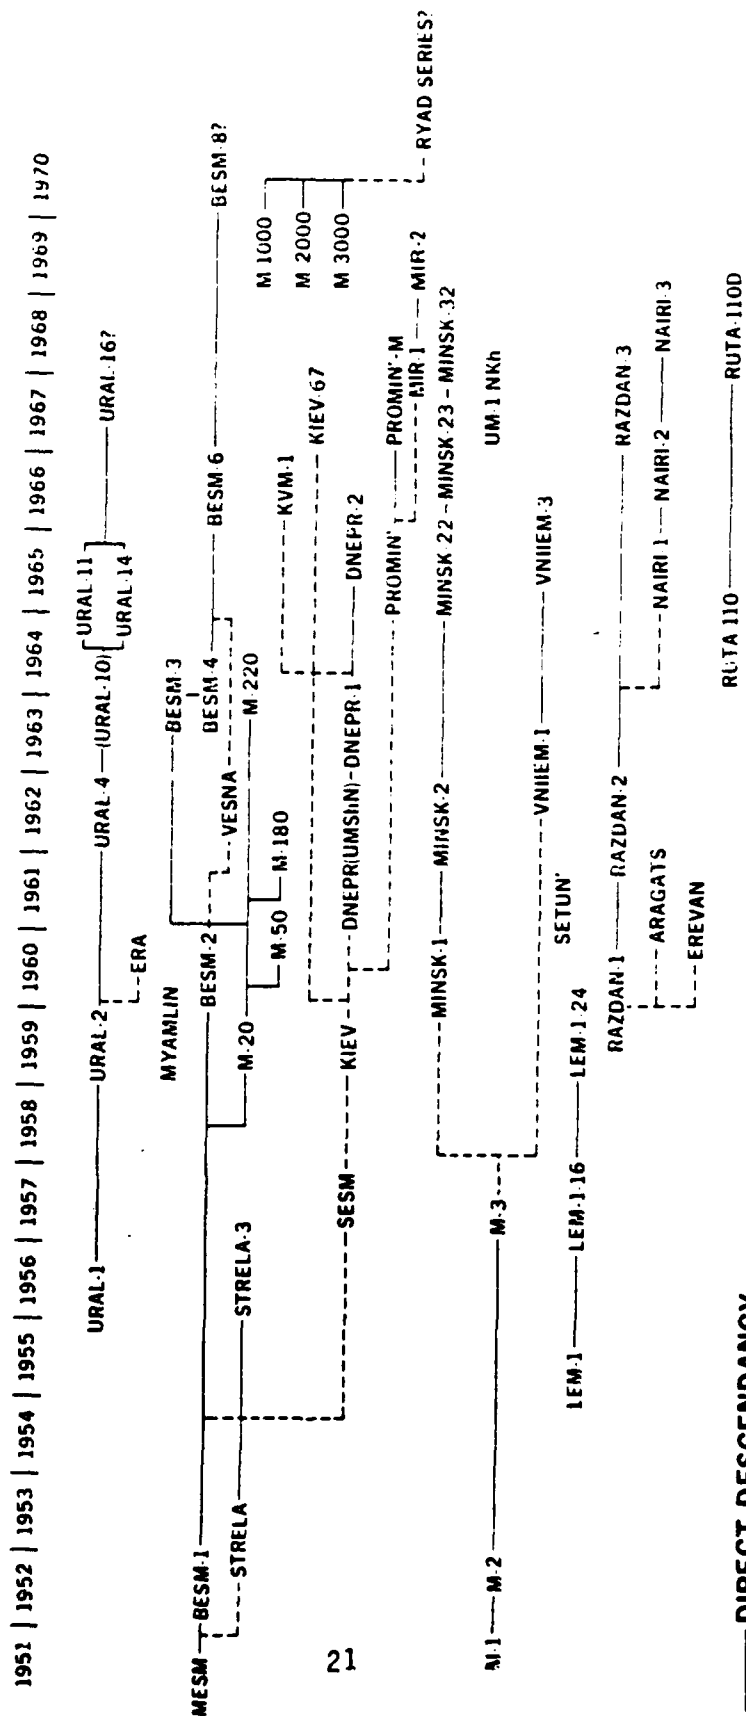 1951 | 1952 | 1953 | 1954 | 1955 | 1956 | 1957 | 1958 | 1959 | 1960 | 1961 | 1962 | 1963 | 1964 | 1965 | 1966 | 1967 | 1968 | 1969 | 1970
URAL-11
URAL-1 URAL-2 URAL-4 (URAL-10) URAL-16?
URAL-14
ERA
MYAMLIN BESM-3
MESM BESM-1 BESM-2 BESM-4 BESM-6 BESM-8?
VESNA
STRELA STRELA-3 M-20 M-220
M 1000
M-50 M-180 KVM-1
M 2000
KIEV-67
M 3000
SESM KIEV DNEPR(UMShN) DNEPR-1 DNEPR-2
PROMIN' PROMIN'-M
MIR-1 MIR-2
RYAD SERIES?
MINSK-1 MINSK-2 MINSK-22 MINSK-23 MINSK-32
M-1 M-2 M-3 UM-1 NKh
VNIIEM-1 VNIIEM-3
SETUN'
LEM-1 LEM-1-16 LEM-1-24
RAZDAN-1 RAZDAN-2 RAZDAN-3
ARAGATS NAIRI-1 NAIRI-2 NAIRI-3
EREVAN
RUTA 110 RUTA-110D
DIRECT DESCENDANCY
21